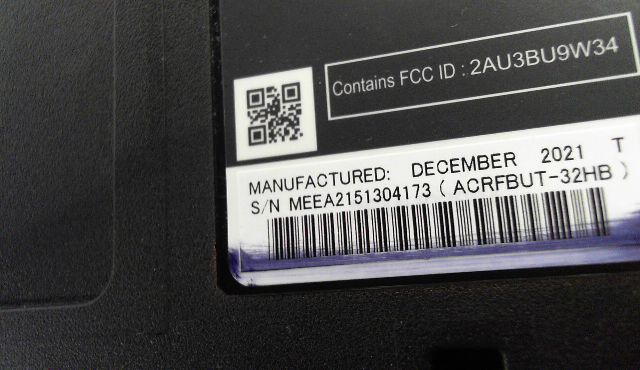 Contains FCC ID : 2AU3BU9W34
MANUFACTURED: DECEMBER 2021 T
S/N MEEA2151304173 ( ACRFBUT-32HB )